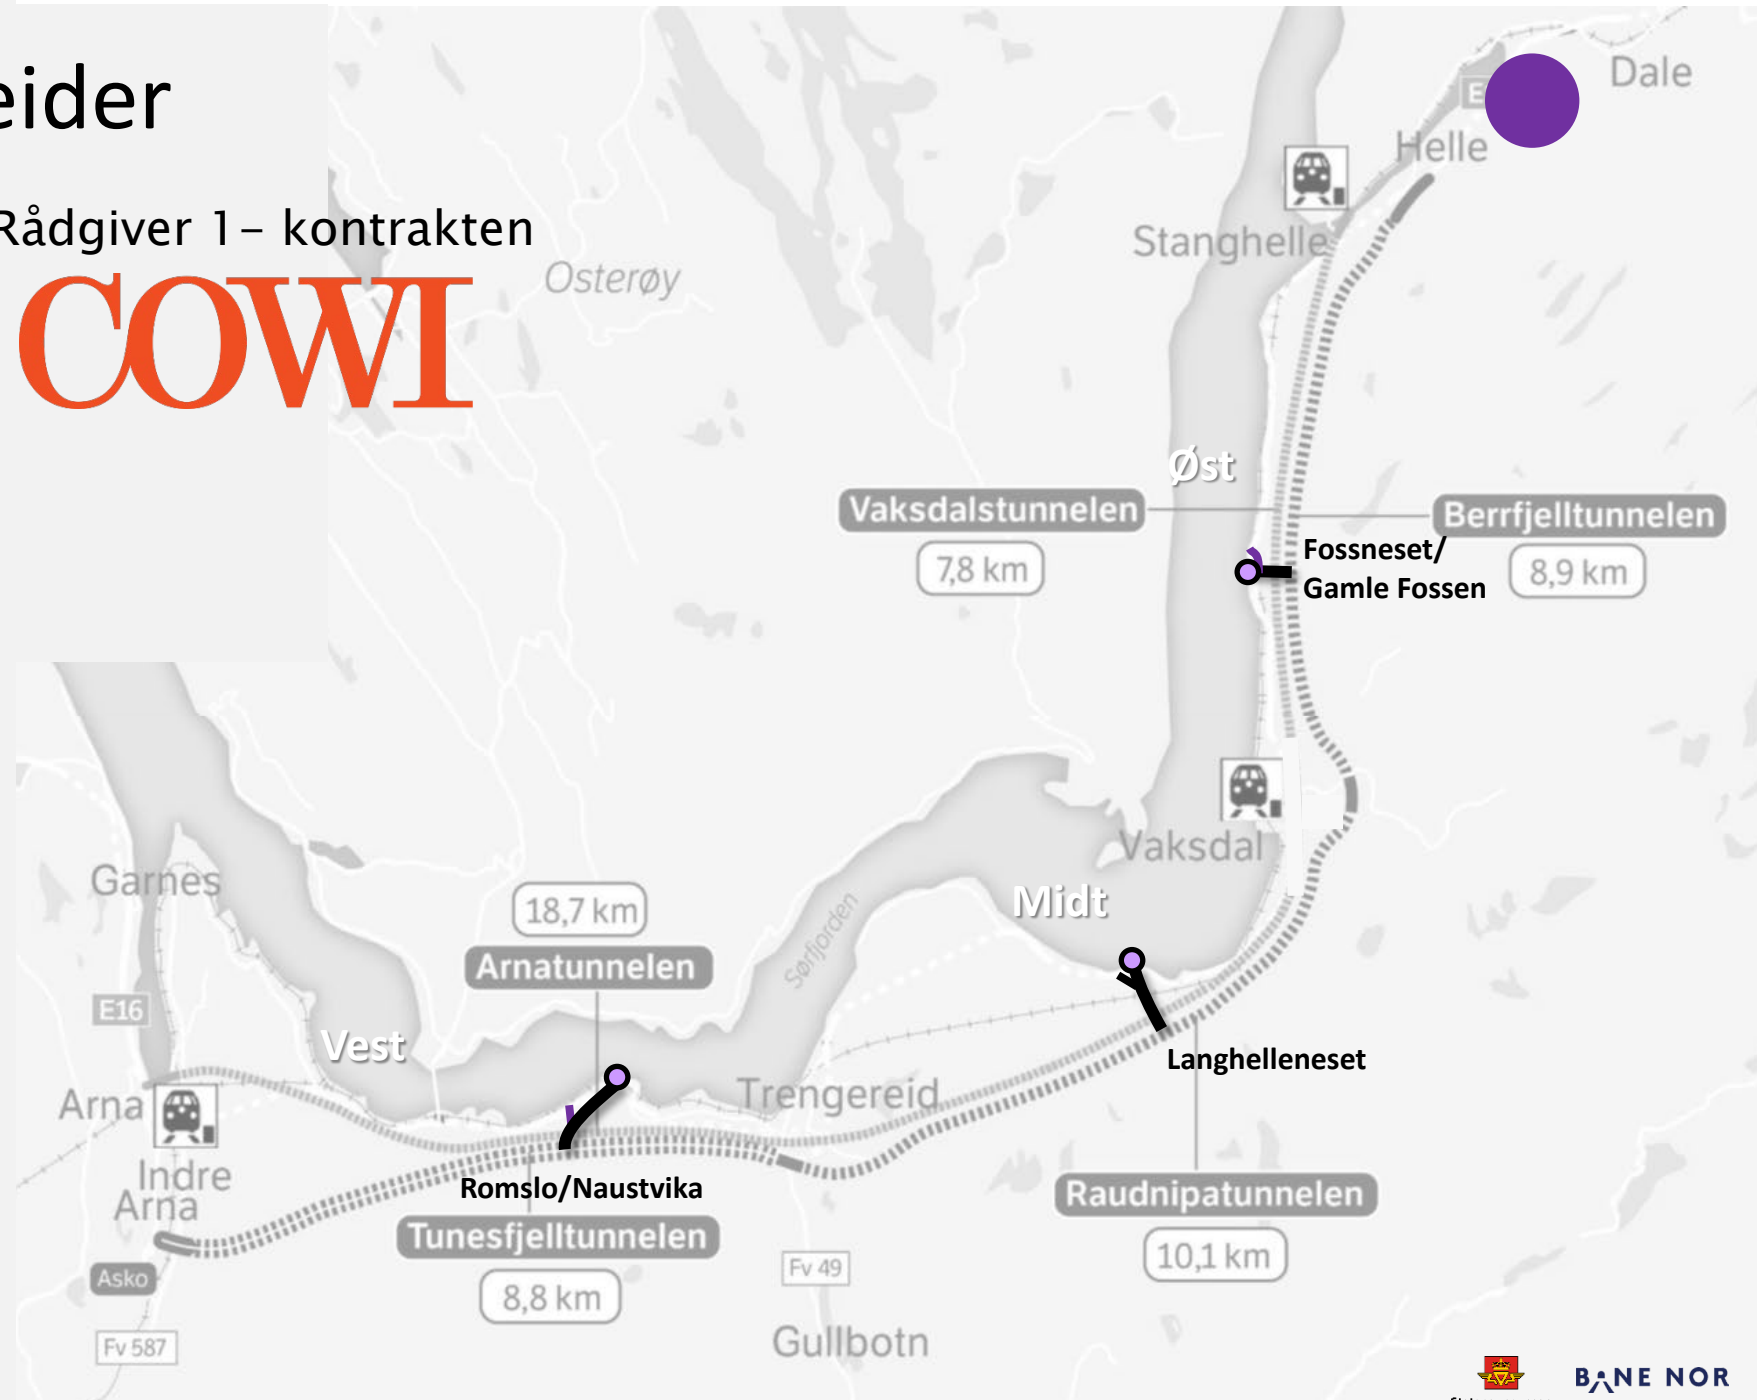 eider
Rådgiver 1– kontrakten
COWI
Dale
E
Helle
Stanghelle
Osterøy
Øst
Vaksdalstunnelen
7,8 km
Berrfjelltunnelen
8,9 km
Fossneset/
Gamle Fossen
Vaksdal
Midt
Garnes
18,7 km
Arnatunnelen
Sørfjorden
E16
Vest
Langhelleneset
Arna
Trengereid
Indre
Arna
Romslo/Naustvika
Tunesfjelltunnelen
8,8 km
Raudnipatunnelen
10,1 km
Asko
Fv 49
Fv 587
Gullbotn
BANE NOR